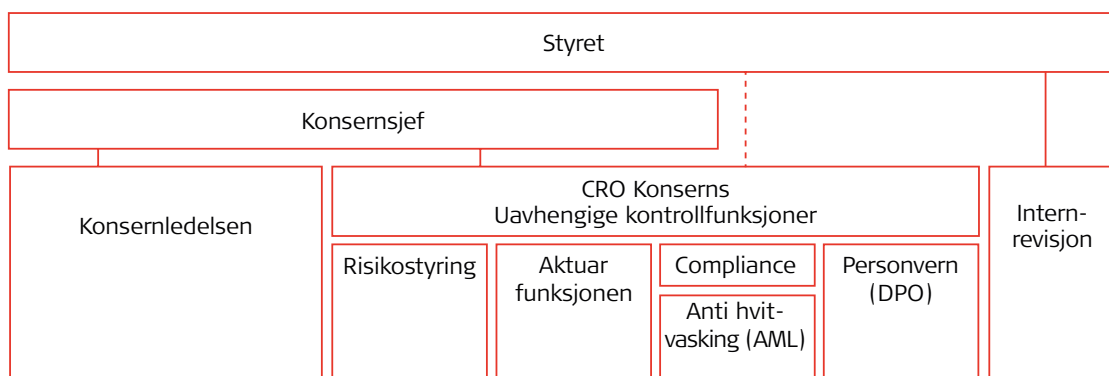 Styret
Konsernsjef
Konsernledelsen
CRO Konserns
Uavhengige kontrollfunksjoner
Intern-
revisjon
Risikostyring
Aktuar
funksjonen
Compliance
Anti hvit-
vasking (AML)
Personvern
(DPO)